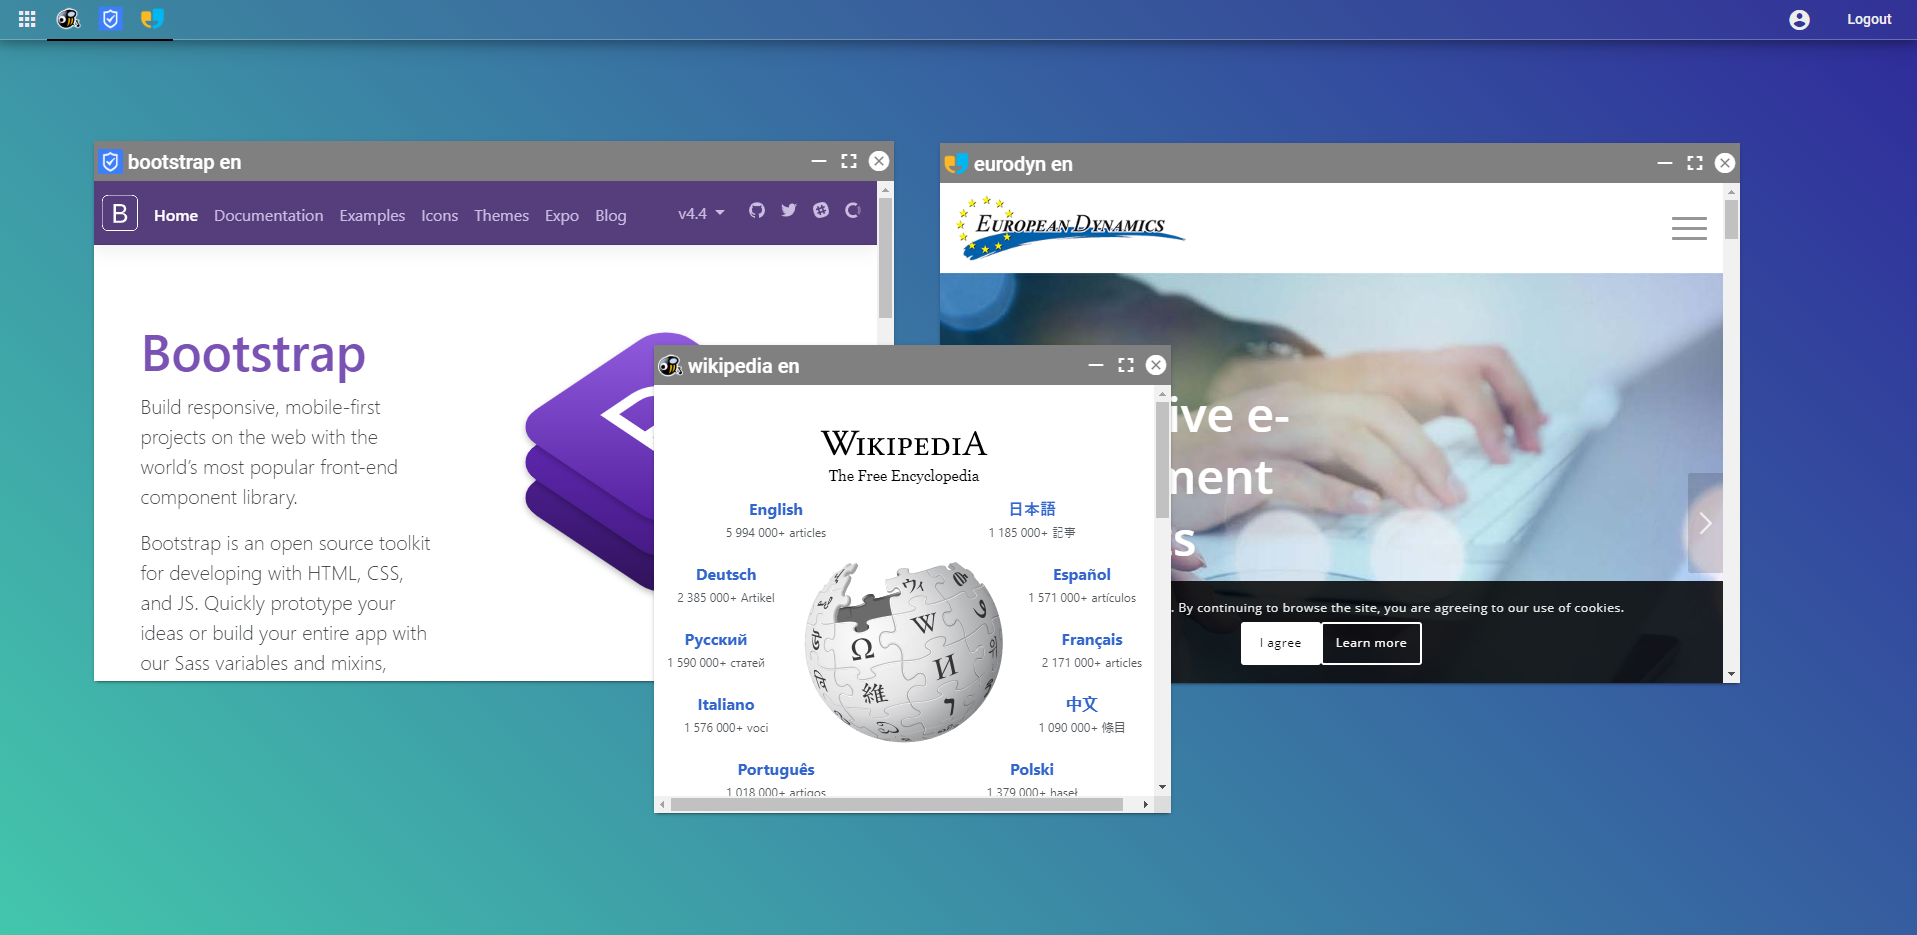 Logout
bootstrap en
B
Home Documentation Examples Icons Themes Expo Blog v4.4
Bootstrap
Build responsive, mobile-first
projects on the web with the
world's most popular front-end
component library.
Bootstrap is an open source toolkit
for developing with HTML, CSS,
and JS. Quickly prototype your
ideas or build your entire app with
our Sass variables and mixins,
eurodyn en
EUROPEAN DYNAMICS
ive e-
ment
ts
. By continuing to browse the site, you are agreeing to our use of cookies.
I agree Learn more
wikipedia en
WIKIPEDIA
The Free Encyclopedia
English
5 994 000+ articles
日本語
1 185 000+ 記事
Deutsch
2 385 000+ Artikel
Español
1 571 000+ artículos
Русский
1 590 000+ статей
Français
2 171 000+ articles
Italiano
1 576 000+ voci
中文
1 090 000+ 條目
Português
1 018 000+ artigos
Polski
1 379 000+ haseł
Ω W И 維 ウィ